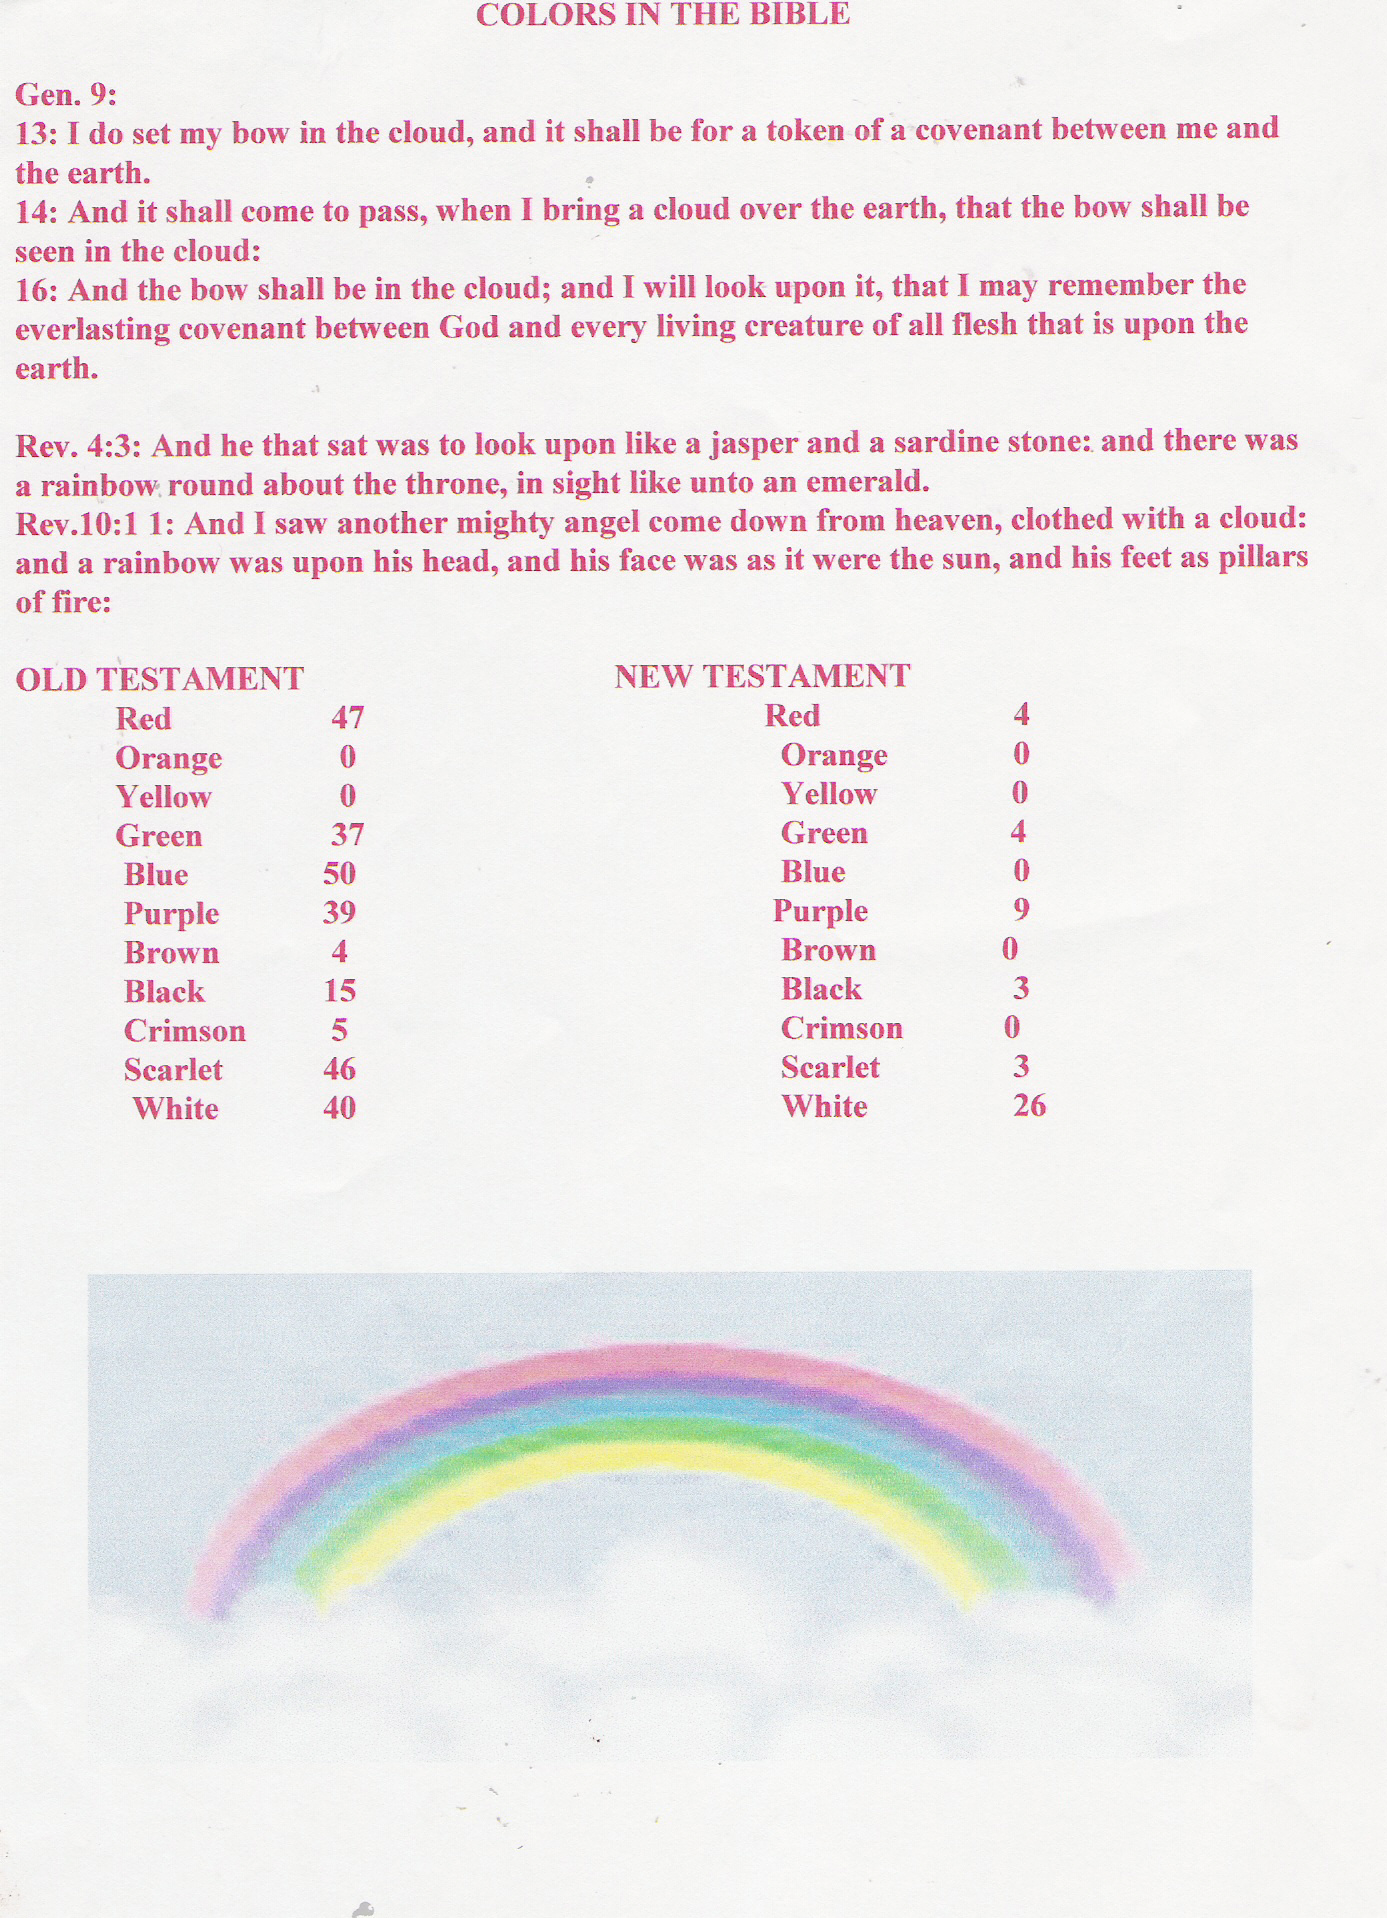 COLORS IN THE BIBLE
Gen. 9:
13: I do set my bow in the cloud, and it shall be for a token of a covenant between me and
the earth.
14: And it shall come to pass, when I bring a cloud over the earth, that the bow shall be
seen in the cloud:
16: And the bow shall be in the cloud; and I will look upon it, that I may remember the
everlasting covenant between God and every living creature of all flesh that is upon the
earth.
Rev. 4:3: And he that sat was to look upon like a jasper and a sardine stone: and there was
a rainbow round about the throne, in sight like unto an emerald.
Rev.10:1 1: And I saw another mighty angel come down from heaven, clothed with a cloud:
and a rainbow was upon his head, and his face was as it were the sun, and his feet as pillars
of fire:
OLD TESTAMENT
Red 47
Orange 0
Yellow 0
Green 37
Blue 50
Purple 39
Brown 4
Black 15
Crimson 5
Scarlet 46
White 40
NEW TESTAMENT
Red 4
Orange 0
Yellow 0
Green 4
Blue 0
Purple 9
Brown 0
Black 3
Crimson 0
Scarlet 3
White 26